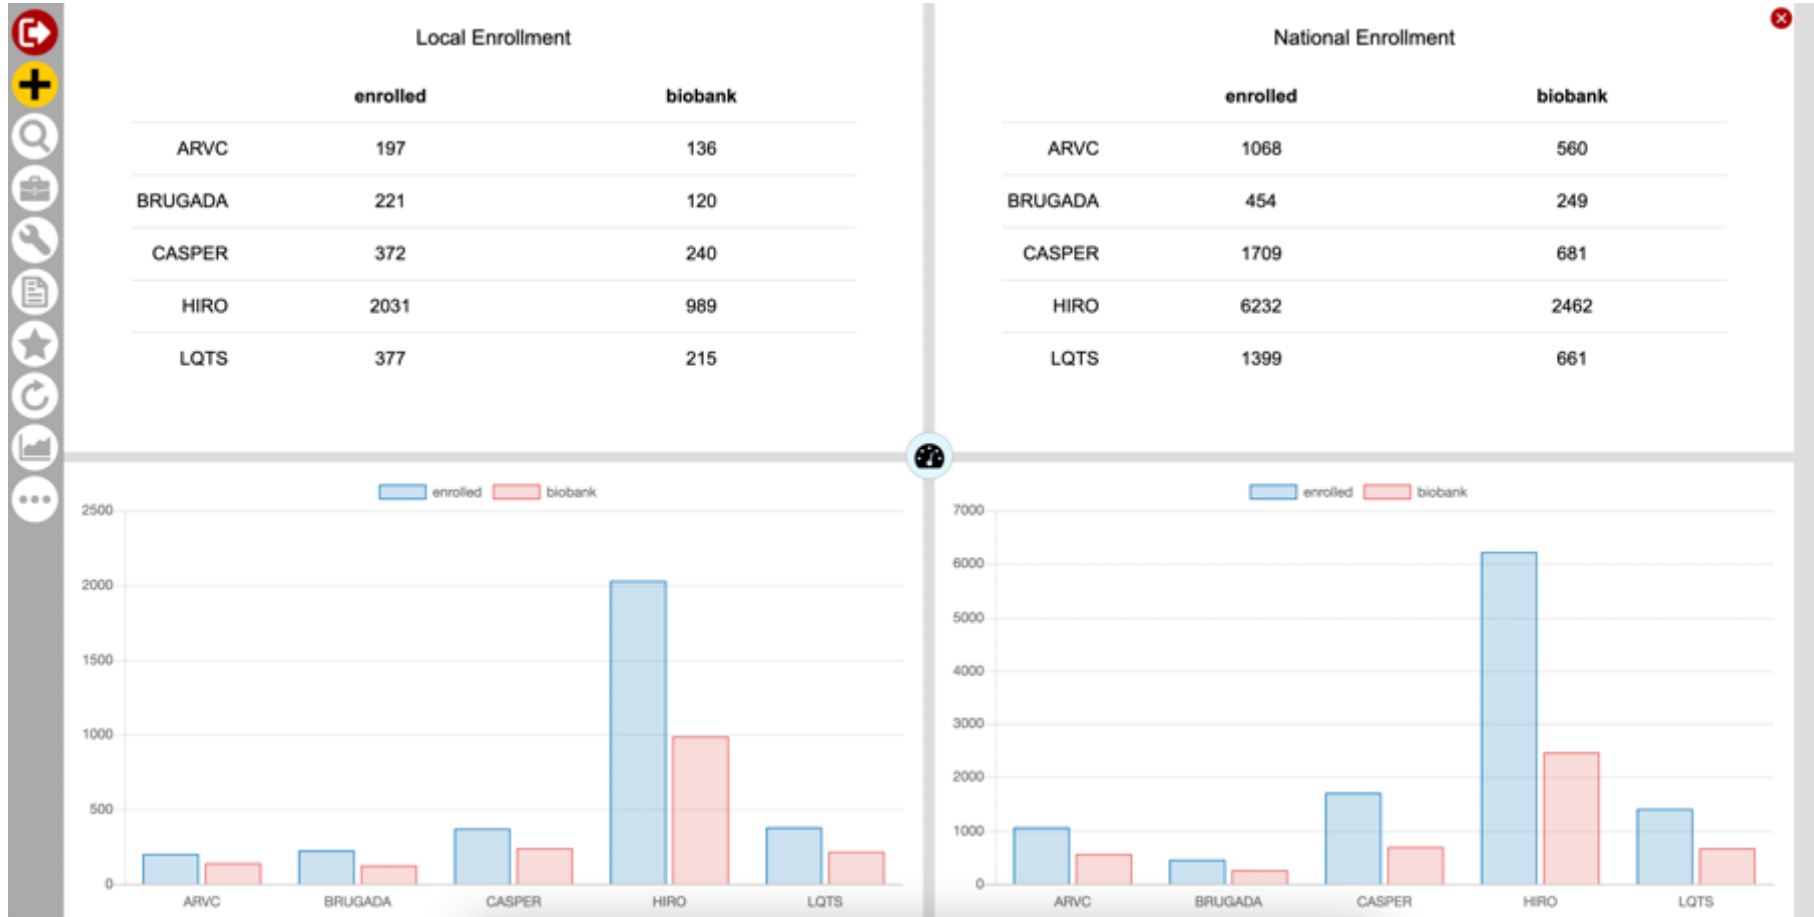 Local Enrollment
enrolled biobank
ARVC 197 136
BRUGADA 221 120
CASPER 372 240
HIRO 2031 989
LQTS 377 215
National Enrollment
enrolled biobank
ARVC 1068 560
BRUGADA 454 249
CASPER 1709 681
HIRO 6232 2462
LQTS 1399 661
enrolled biobank
2500
2000
1500
1000
500
0
ARVC BRUGADA CASPER HIRO LQTS
enrolled biobank
7000
6000
5000
4000
3000
2000
1000
0
ARVC BRUGADA CASPER HIRO LQTS